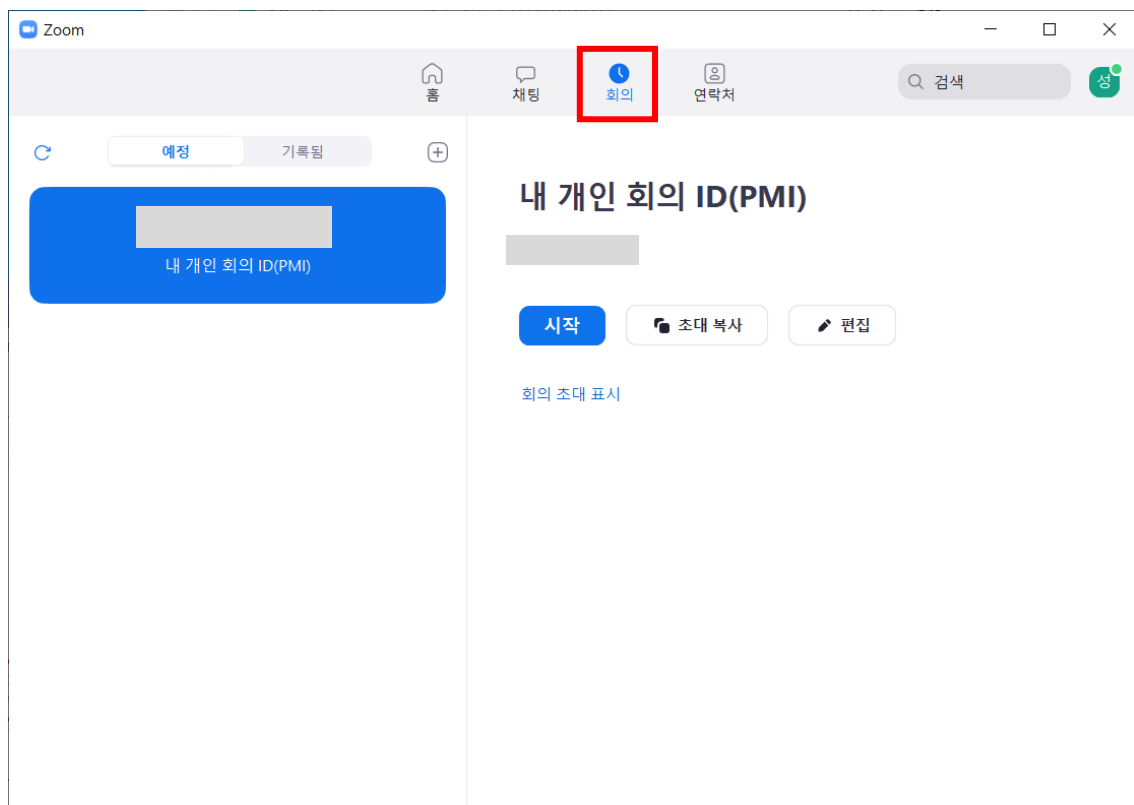 Zoom
홈
채팅
회의
연락처
검색
성
예정
기록됨
내 개인 회의 ID(PMI)
내 개인 회의 ID(PMI)
시작
초대 복사
편집
회의 초대 표시